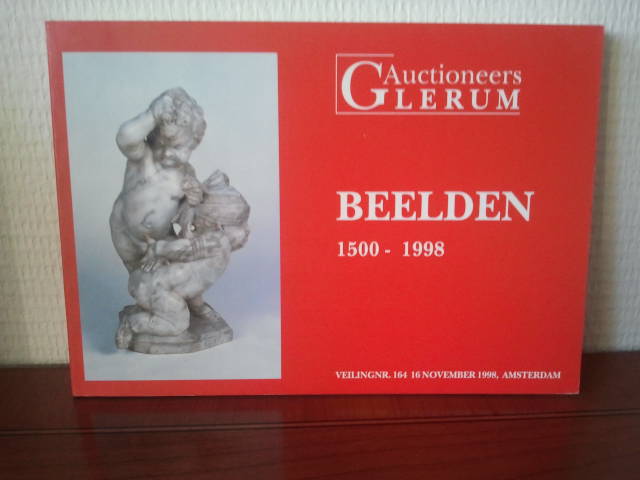 Auctioneers
GLERUM
BEELDEN
1500 - 1998
VEILINGNR. 164 16 NOVEMBER 1998, AMSTERDAM